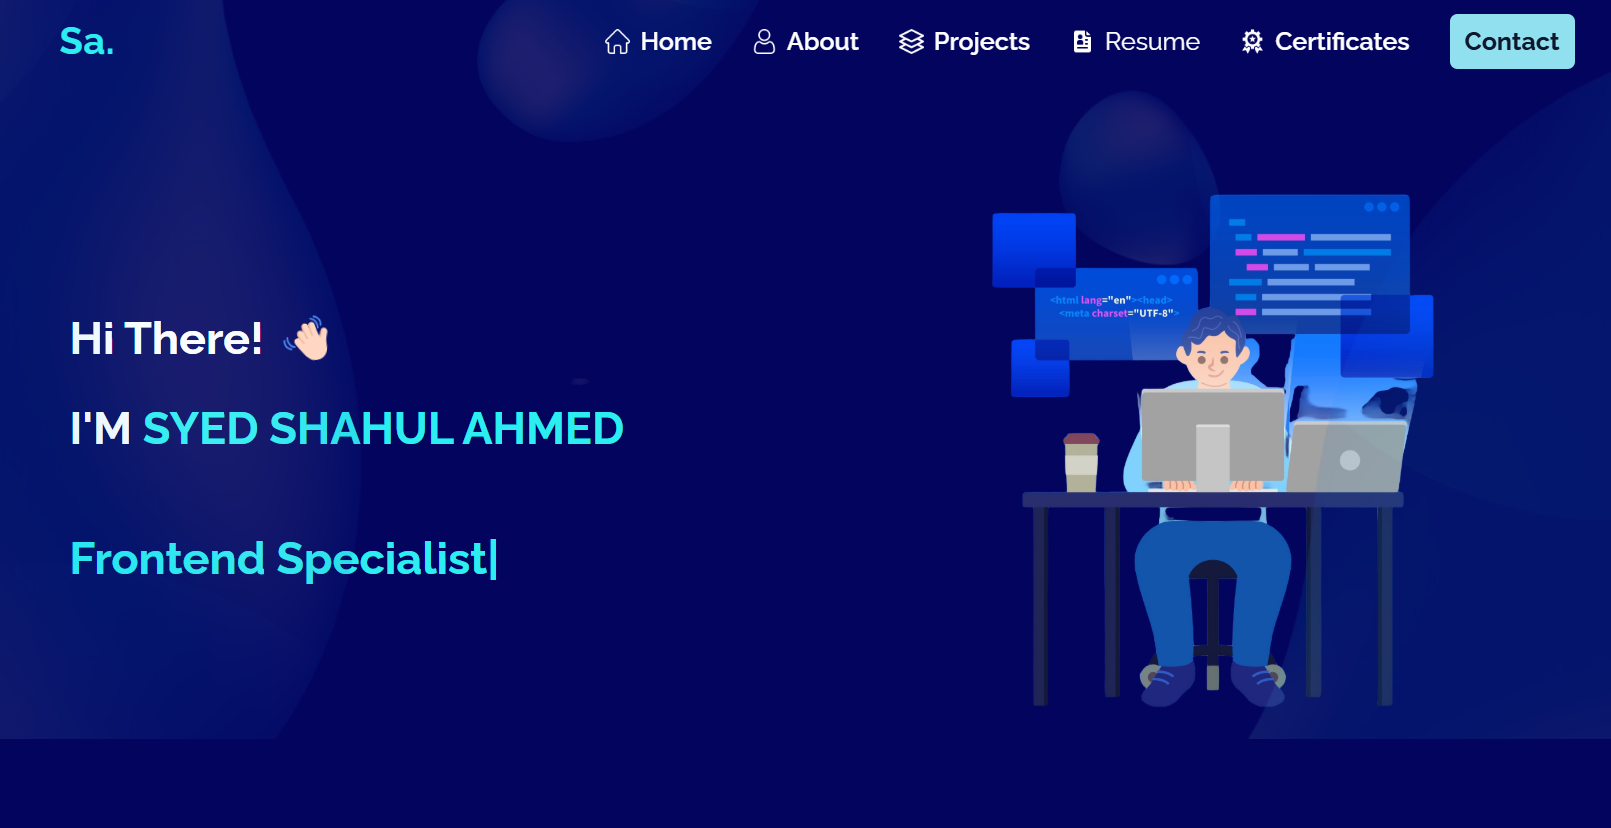 Sa.
Home
About
Projects
Resume
Certificates
Contact
<html lang="en"><head>
<meta charset="UTF-8">
Hi There! 👋🏻
I'M SYED SHAHUL AHMED
Frontend Specialist|